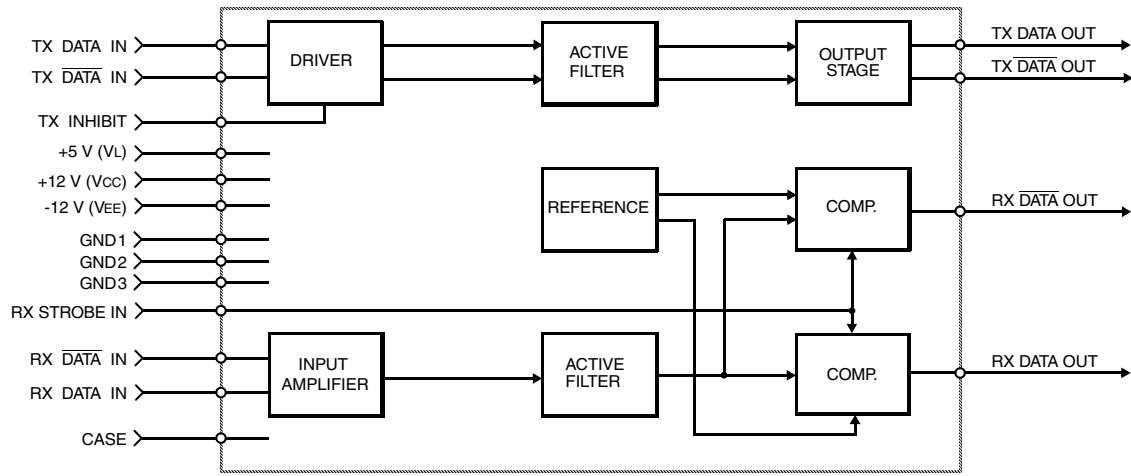 TX DATA IN
TX DATA IN
TX INHIBIT
+5 V (VL)
+12 V (VCC)
-12 V (VEE)
GND1
GND2
GND3
RX STROBE IN
RX DATA IN
RX DATA IN
CASE
DRIVER
ACTIVE
FILTER
OUTPUT
STAGE
REFERENCE
COMP.
INPUT
AMPLIFIER
ACTIVE
FILTER
COMP.
TX DATA OUT
TX DATA OUT
RX DATA OUT
RX DATA OUT